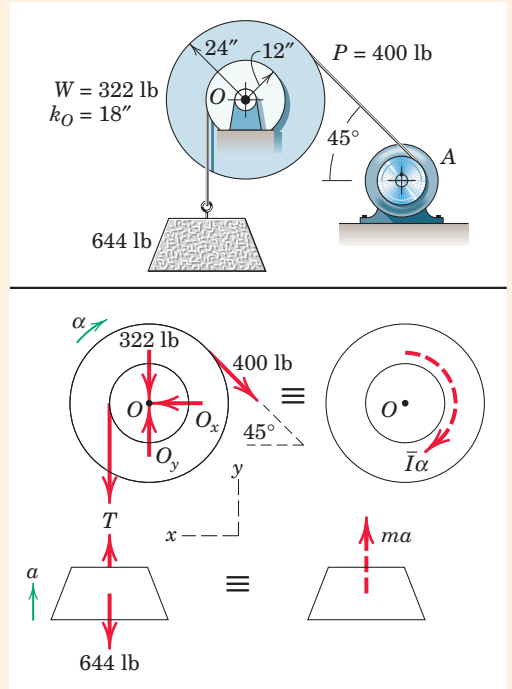 24″
12″
P = 400 lb
W = 322 lb
k_O = 18″
O
45°
A
644 lb
α
322 lb
400 lb
≡
O
O_x
45°
O_y
O
I̅α
y
T
x
a
≡
ma
644 lb